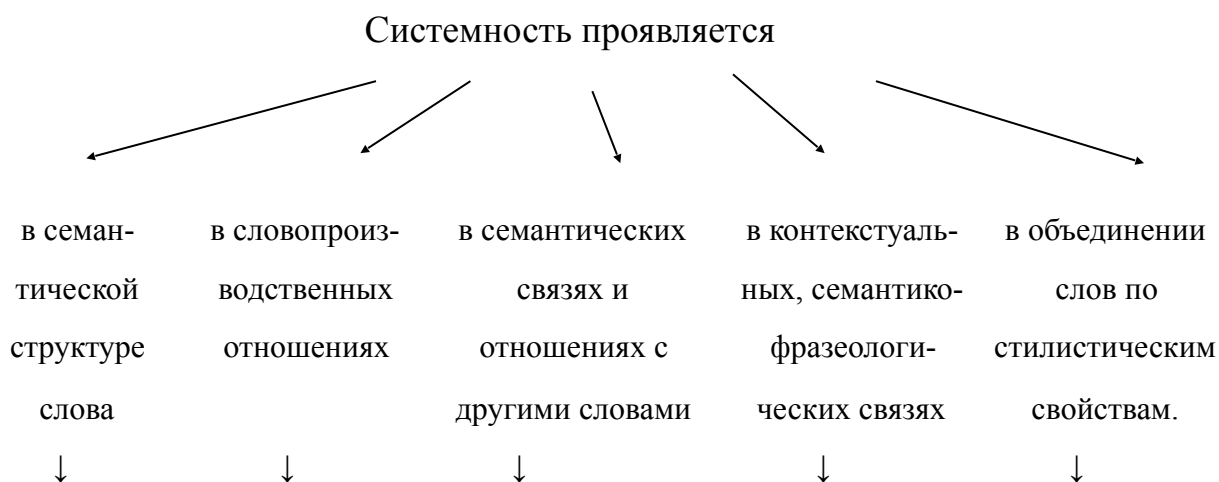 Системность проявляется
в семан-
тической
структуре
слова
↓
в словопроиз-
водственных
отношениях
↓
в семантических
связях и
отношениях с
другими словами
↓
в контекстуаль-
ных, семантико-
фразеологи-
ческих связях
↓
в объединении
слов по
стилистическим
свойствам.
↓